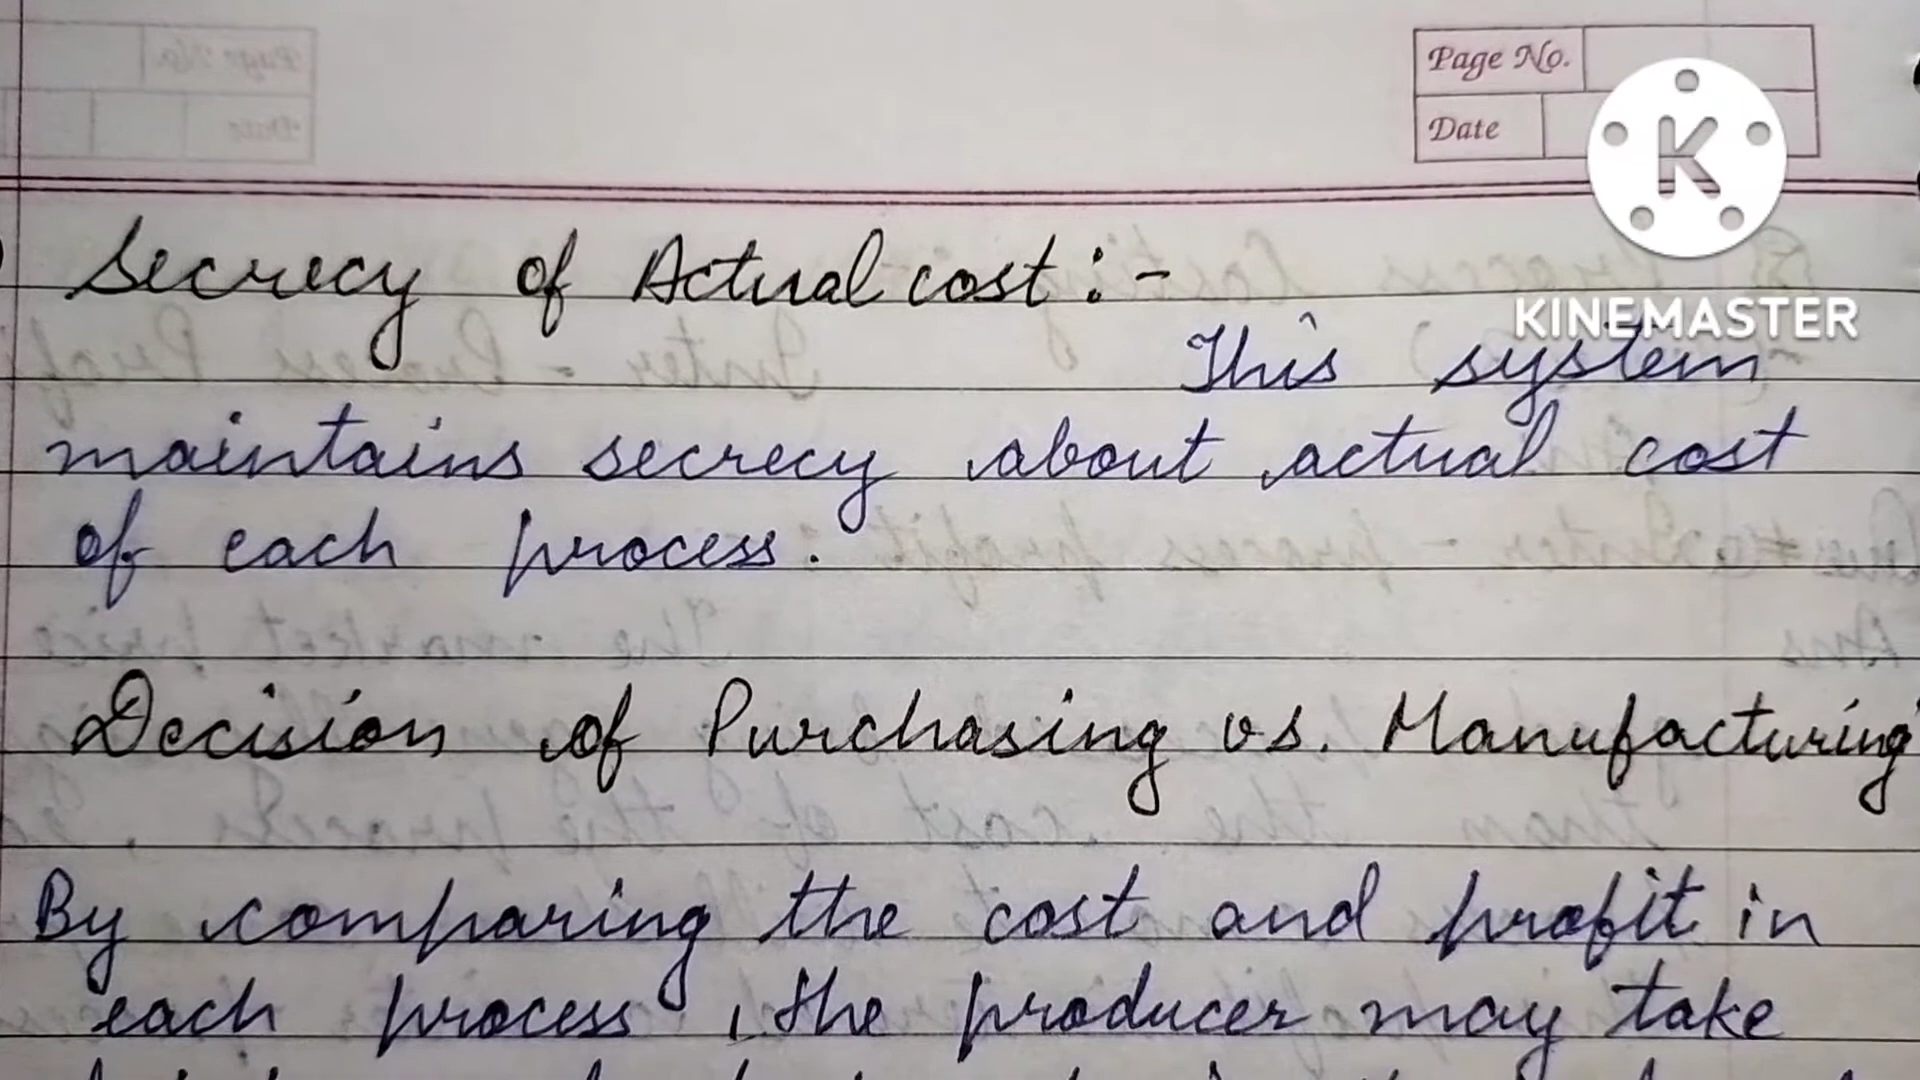 Page No.
Date
K
KINEMASTER
Secrecy of Actual cost :-
This system
maintains secrecy about actual cost
of each process.
Decision of Purchasing vs. Manufacturing
By comparing the cost and profit in
each process, the producer may take